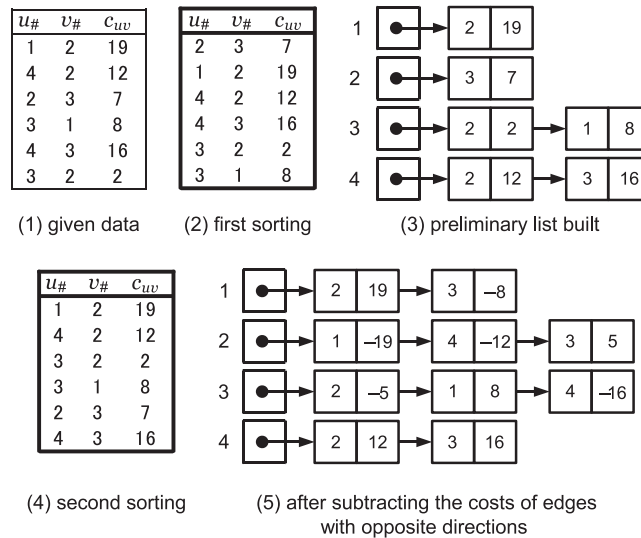 u# v# c_uv
1 2 19
4 2 12
2 3 7
3 1 8
4 3 16
3 2 2
(1) given data
u# v# c_uv
2 3 7
1 2 19
4 2 12
4 3 16
3 2 2
3 1 8
(2) first sorting
1 2 19
2 3 7
3 2 2 1 8
4 2 12 3 16
(3) preliminary list built
u# v# c_uv
1 2 19
4 2 12
3 2 2
3 1 8
2 3 7
4 3 16
(4) second sorting
1 2 19 3 –8
2 1 –19 4 –12 3 5
3 2 –5 1 8 4 –16
4 2 12 3 16
(5) after subtracting the costs of edges
with opposite directions